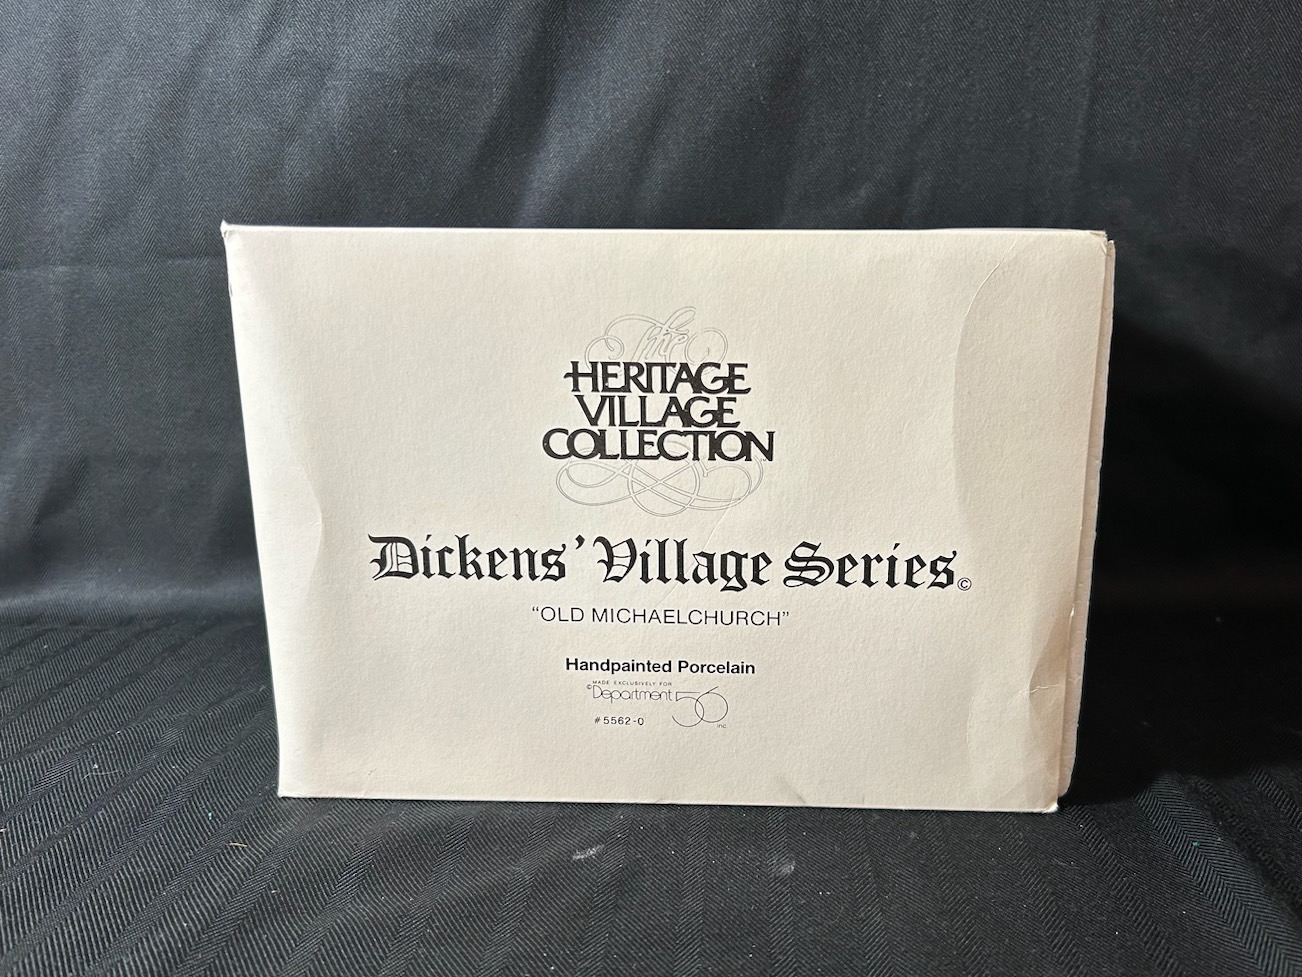 The
HERITAGE
VILLAGE
COLLECTION
Dickens' Village Series©
"OLD MICHAELCHURCH"
Handpainted Porcelain
MADE EXCLUSIVELY FOR
©Department 56 inc
#5562-0